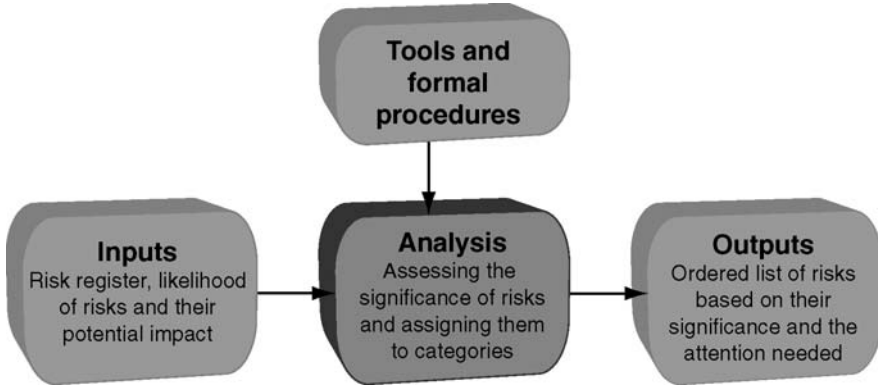 Tools and
formal
procedures
Inputs
Risk register, likelihood
of risks and their
potential impact
Analysis
Assessing the
significance of risks
and assigning them
to categories
Outputs
Ordered list of risks
based on their
significance and the
attention needed